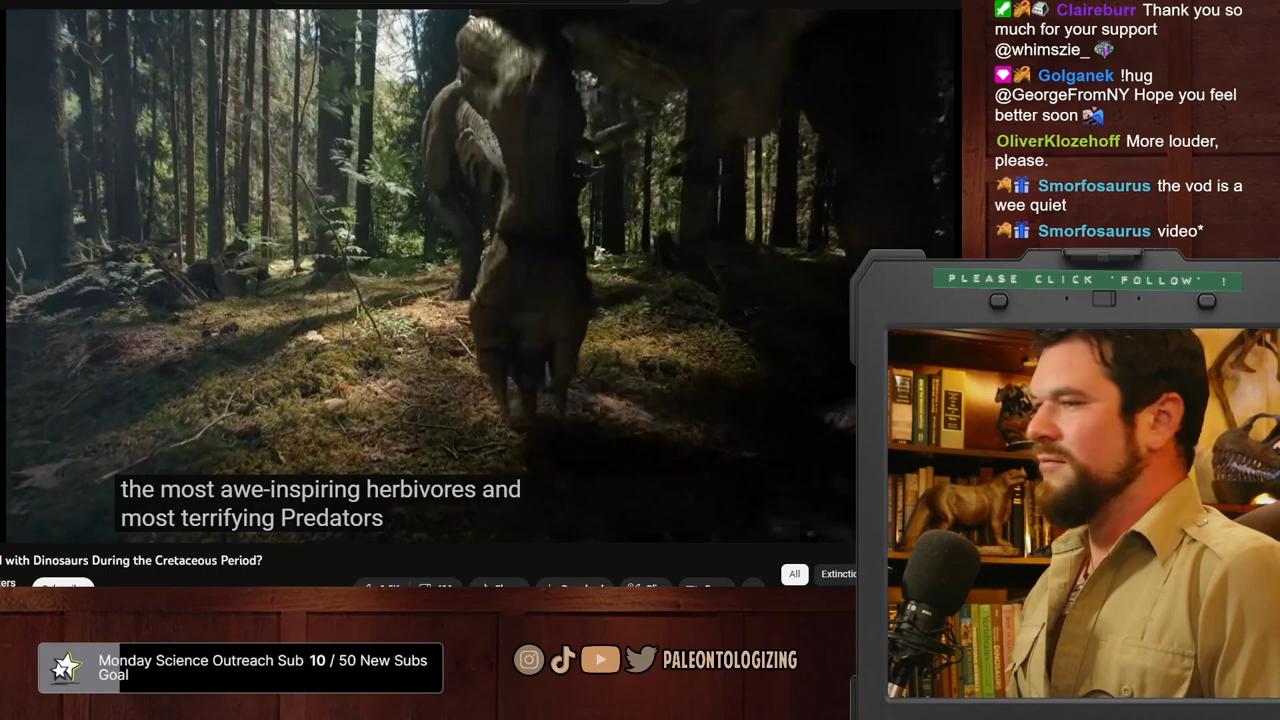 Claireburr Thank you so
much for your support
@whimszie_
Golganek !hug
@GeorgeFromNY Hope you feel
better soon
OliverKlozehoff More louder,
please.
Smorfosaurus the vod is a
wee quiet
Smorfosaurus video*
PLEASE CLICK 'FOLLOW' !
the most awe-inspiring herbivores and
most terrifying Predators
with Dinosaurs During the Cretaceous Period?
All
Monday Science Outreach Sub 10 / 50 New Subs
Goal
PALEONTOLOGIZING